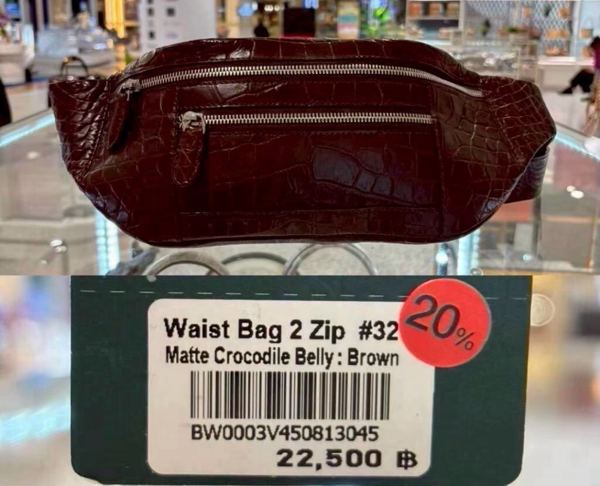 Waist Bag 2 Zip #32
20%
Matte Crocodile Belly : Brown
BW0003V450813045
22,500 ฿